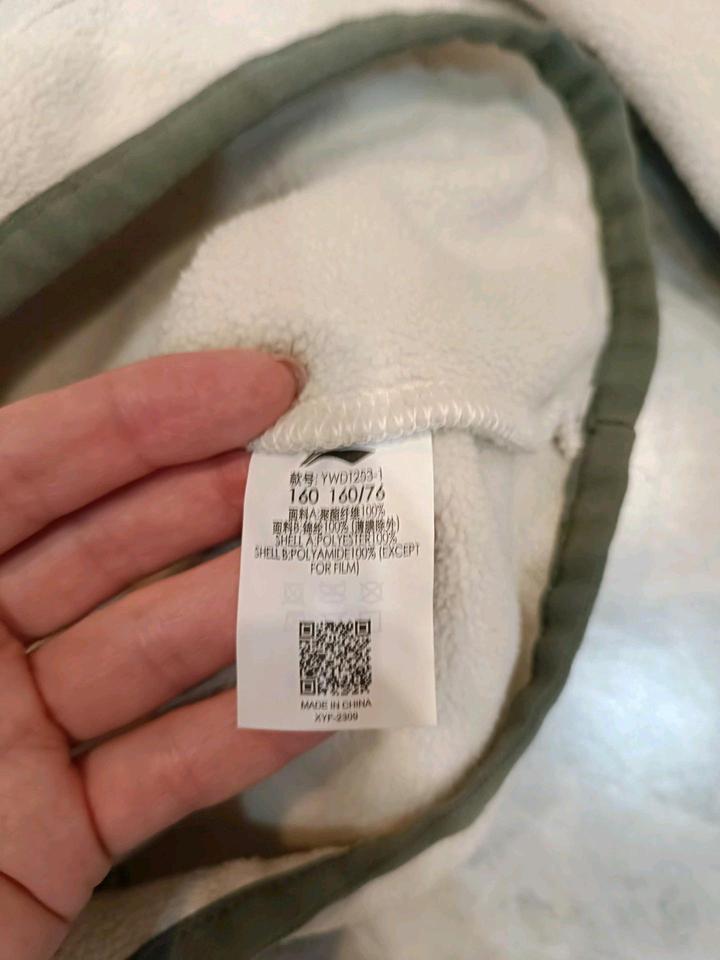 款号: YWD1253-1
160 160/76
面料A:聚酯纤维100%
面料B:锦纶100% (薄膜除外)
SHELL A:POLYESTER100%
SHELL B:POLYAMIDE100% (EXCEPT
FOR FILM)
MADE IN CHINA
XYF-2309